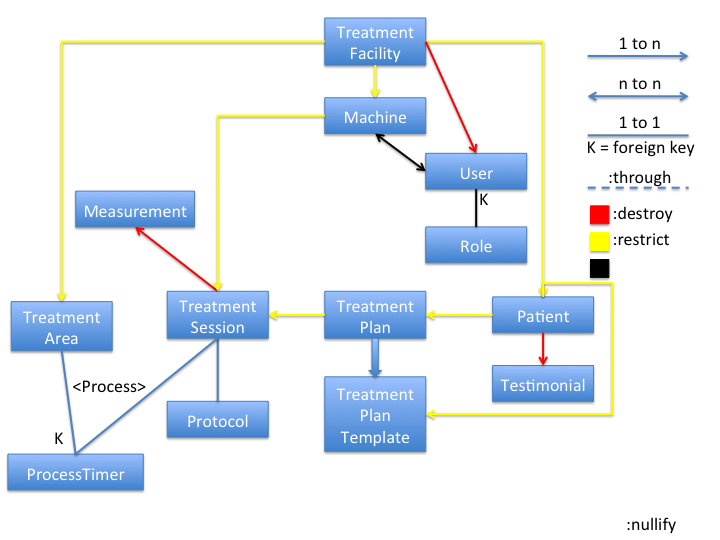 Treatment
Facility
1 to n
n to n
Machine
1 to 1
K = foreign key
User
:through
K
Measurement
:destroy
Role
:restrict
Treatment
Area
Treatment
Session
Treatment
Plan
Patient
<Process>
Treatment
Plan
Template
Testimonial
Protocol
K
ProcessTimer
:nullify